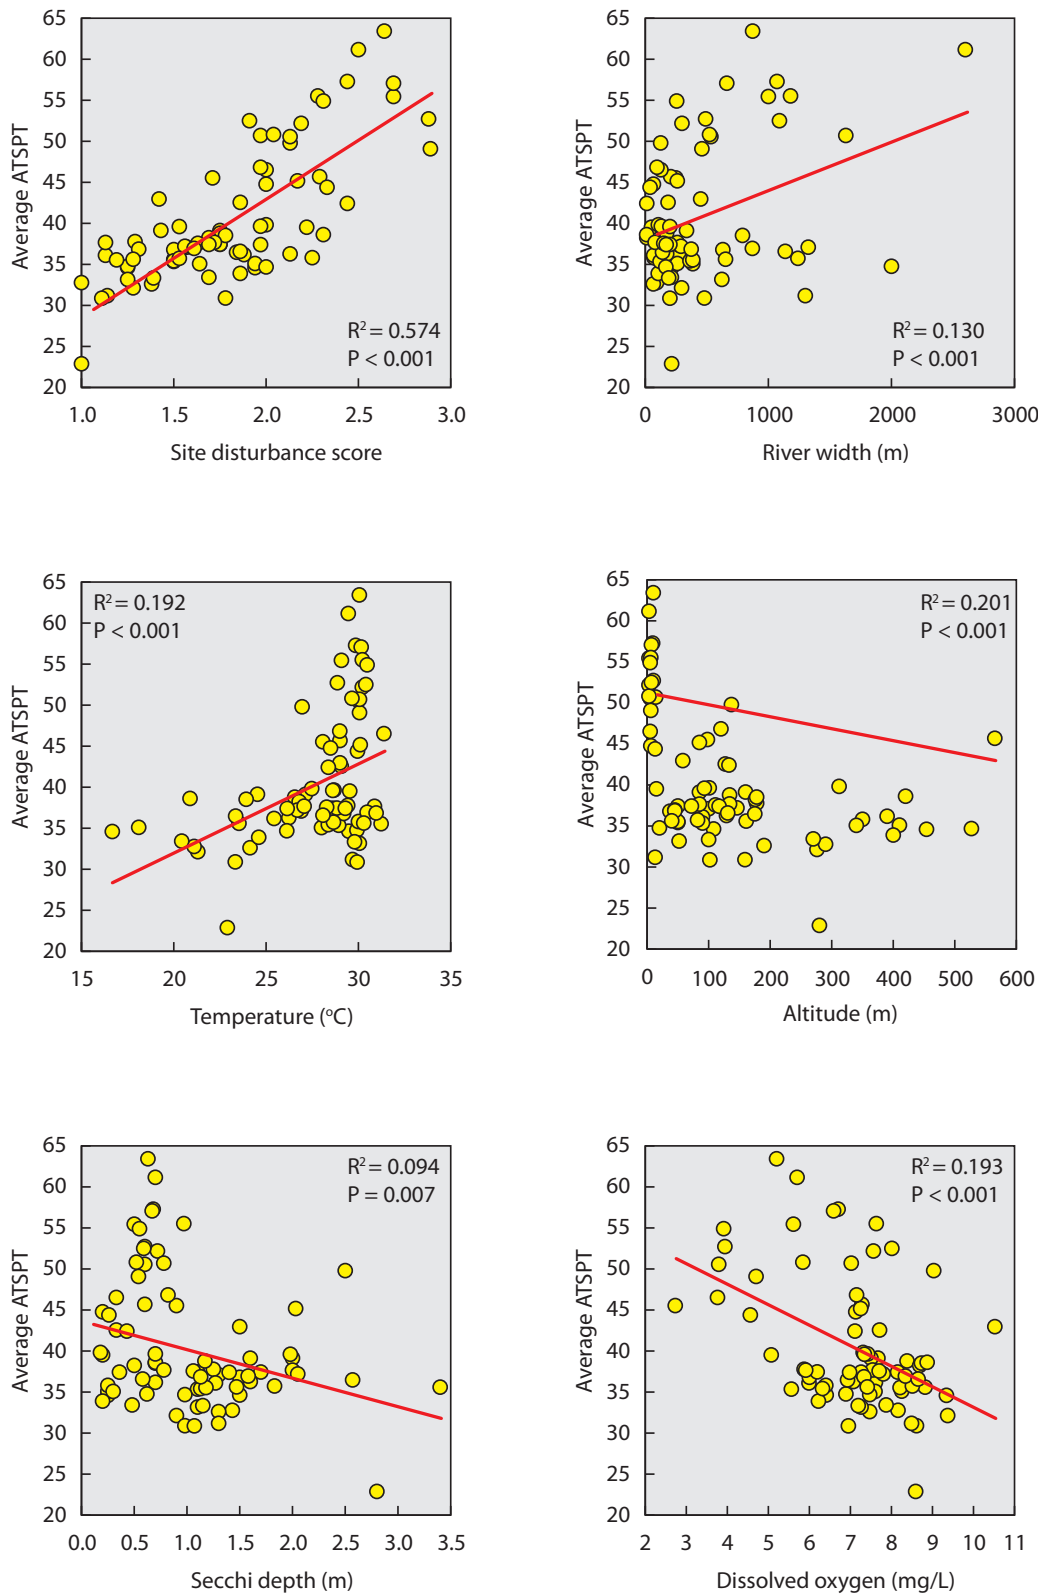 65
60
55
50
45
40
35
30
25
20
Average ATSPT
R² = 0.574
P < 0.001
1.0 1.5 2.0 2.5 3.0
Site disturbance score
65
60
55
50
45
40
35
30
25
20
Average ATSPT
R² = 0.130
P < 0.001
0 1000 2000 3000
River width (m)
65
60
55
50
45
40
35
30
25
20
Average ATSPT
R² = 0.192
P < 0.001
15 20 25 30 35
Temperature (°C)
65
60
55
50
45
40
35
30
25
20
Average ATSPT
R² = 0.201
P < 0.001
0 100 200 300 400 500 600
Altitude (m)
65
60
55
50
45
40
35
30
25
20
Average ATSPT
R² = 0.094
P = 0.007
0.0 0.5 1.0 1.5 2.0 2.5 3.0 3.5
Secchi depth (m)
65
60
55
50
45
40
35
30
25
20
Average ATSPT
R² = 0.193
P < 0.001
2 3 4 5 6 7 8 9 10 11
Dissolved oxygen (mg/L)